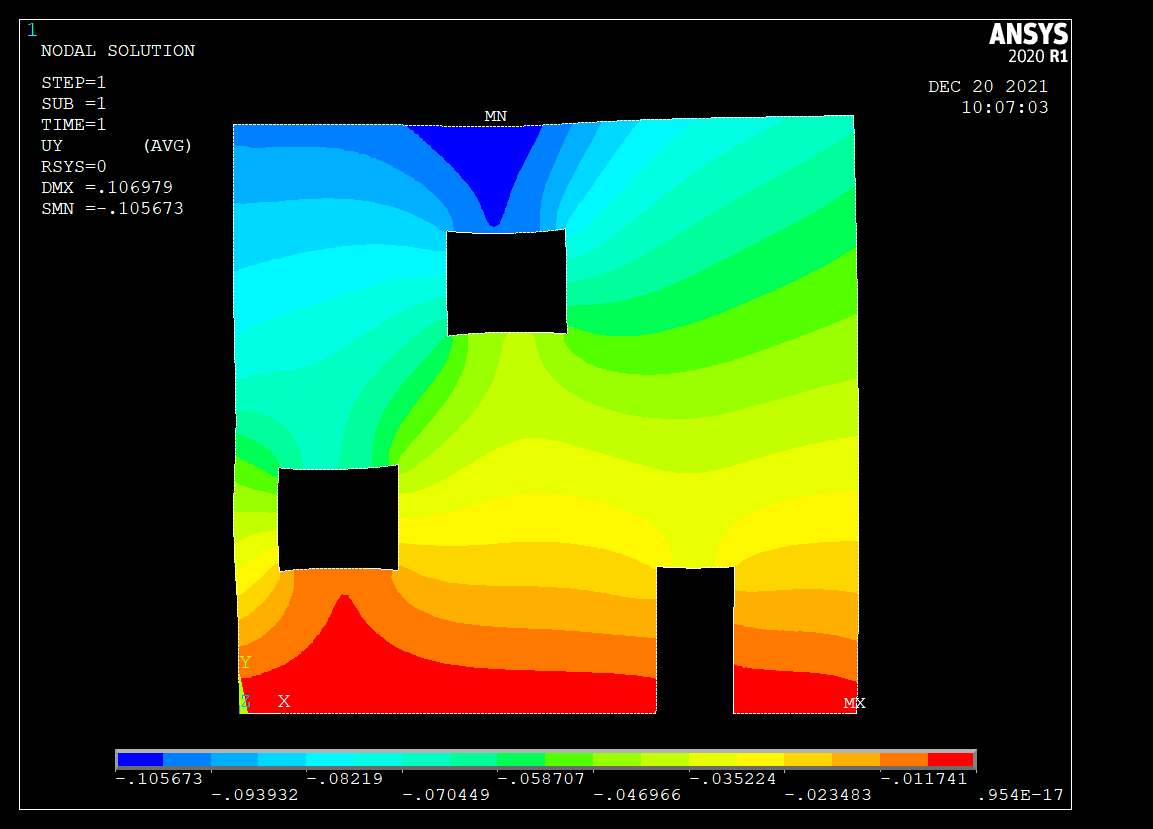 1
ANSYS
2020 R1
NODAL SOLUTION
STEP=1
SUB =1
TIME=1
UY (AVG)
RSYS=0
DMX =.106979
SMN =-.105673
DEC 20 2021
10:07:03
MN
Y
Z X
MX
-.105673 -.08219 -.058707 -.035224 -.011741
-.093932 -.070449 -.046966 -.023483 .954E-17